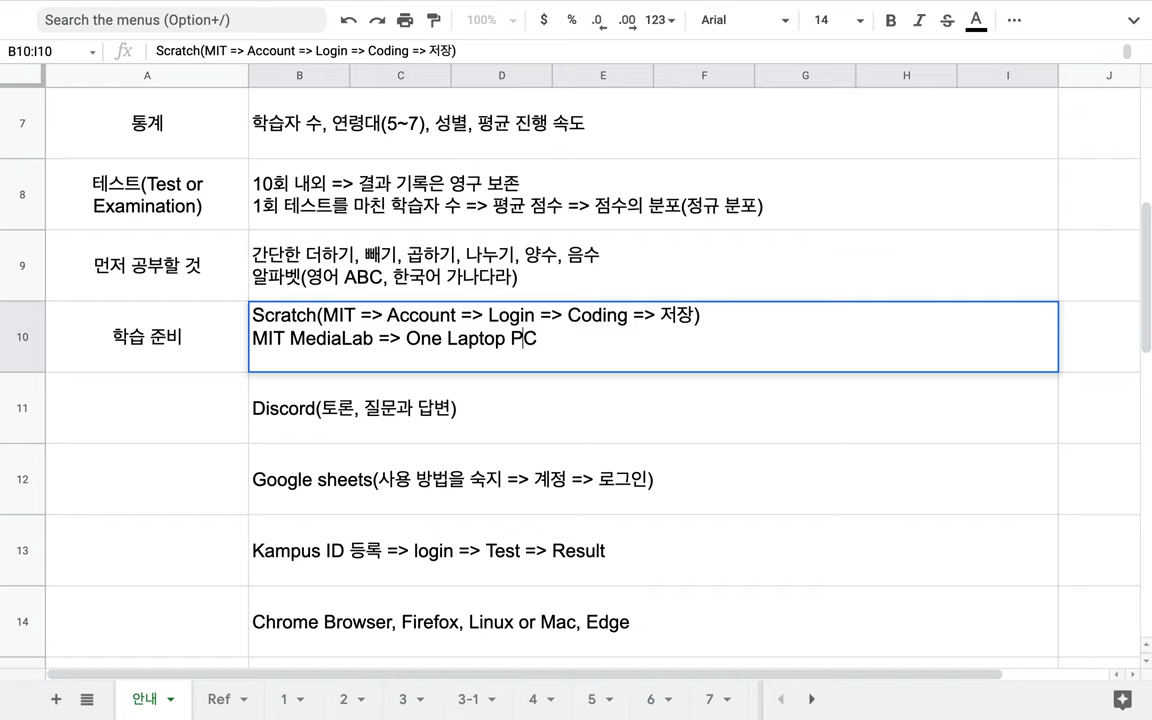 Search the menus (Option+/)
100%
$ % .0 .00 123
Arial
14
B I S A
B10:I10
fx Scratch(MIT => Account => Login => Coding => 저장)
A B C D E F G H I J
7 통계 학습자 수, 연령대(5~7), 성별, 평균 진행 속도
8 테스트(Test or Examination) 10회 내외 => 결과 기록은 영구 보존
1회 테스트를 마친 학습자 수 => 평균 점수 => 점수의 분포(정규 분포)
9 먼저 공부할 것 간단한 더하기, 빼기, 곱하기, 나누기, 양수, 음수
알파벳(영어 ABC, 한국어 가나다라)
10 학습 준비 Scratch(MIT => Account => Login => Coding => 저장)
MIT MediaLab => One Laptop PC
11 Discord(토론, 질문과 답변)
12 Google sheets(사용 방법을 숙지 => 계정 => 로그인)
13 Kampus ID 등록 => login => Test => Result
14 Chrome Browser, Firefox, Linux or Mac, Edge
안내 Ref 1 2 3 3-1 4 5 6 7